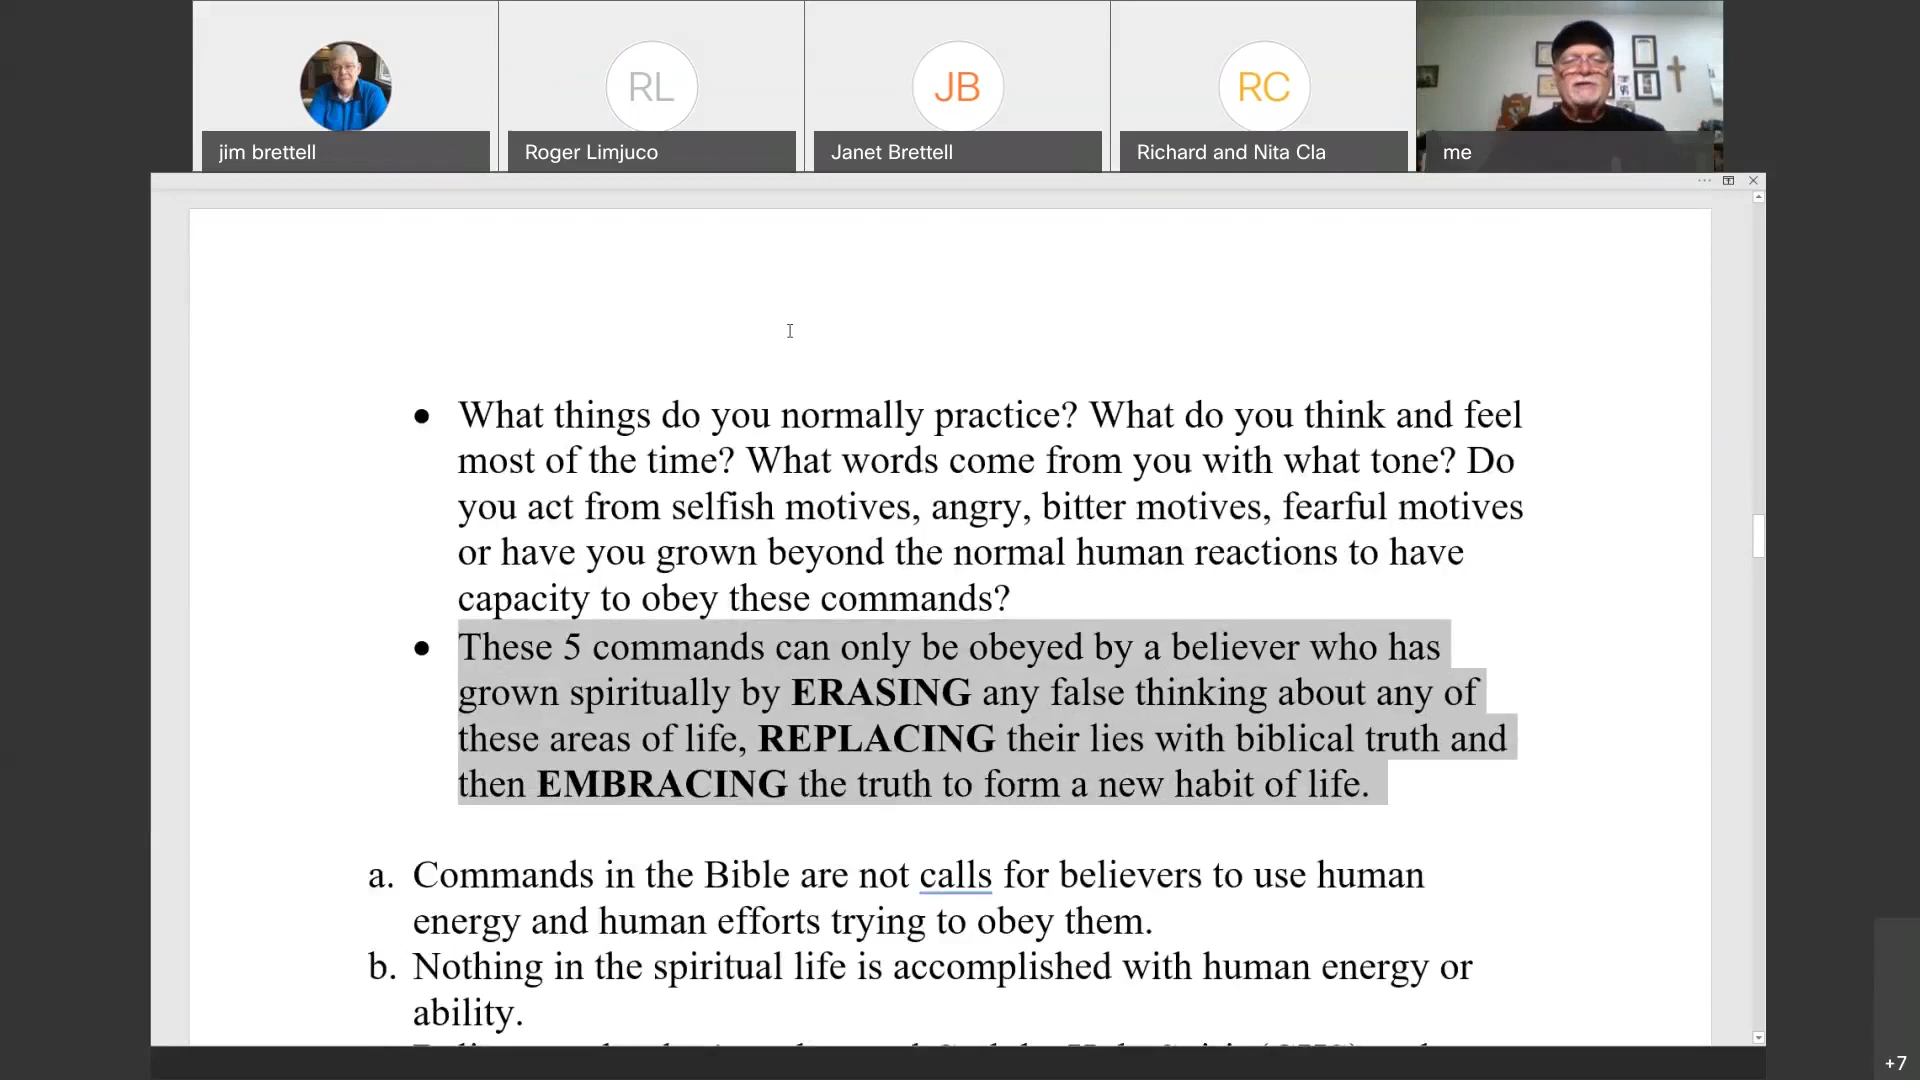 RL
JB
RC
jim brettell
Roger Limjuco
Janet Brettell
Richard and Nita Cla
me
• What things do you normally practice? What do you think and feel
most of the time? What words come from you with what tone? Do
you act from selfish motives, angry, bitter motives, fearful motives
or have you grown beyond the normal human reactions to have
capacity to obey these commands?
• These 5 commands can only be obeyed by a believer who has
grown spiritually by ERASING any false thinking about any of
these areas of life, REPLACING their lies with biblical truth and
then EMBRACING the truth to form a new habit of life.
a. Commands in the Bible are not calls for believers to use human
energy and human efforts trying to obey them.
b. Nothing in the spiritual life is accomplished with human energy or
ability.
+7